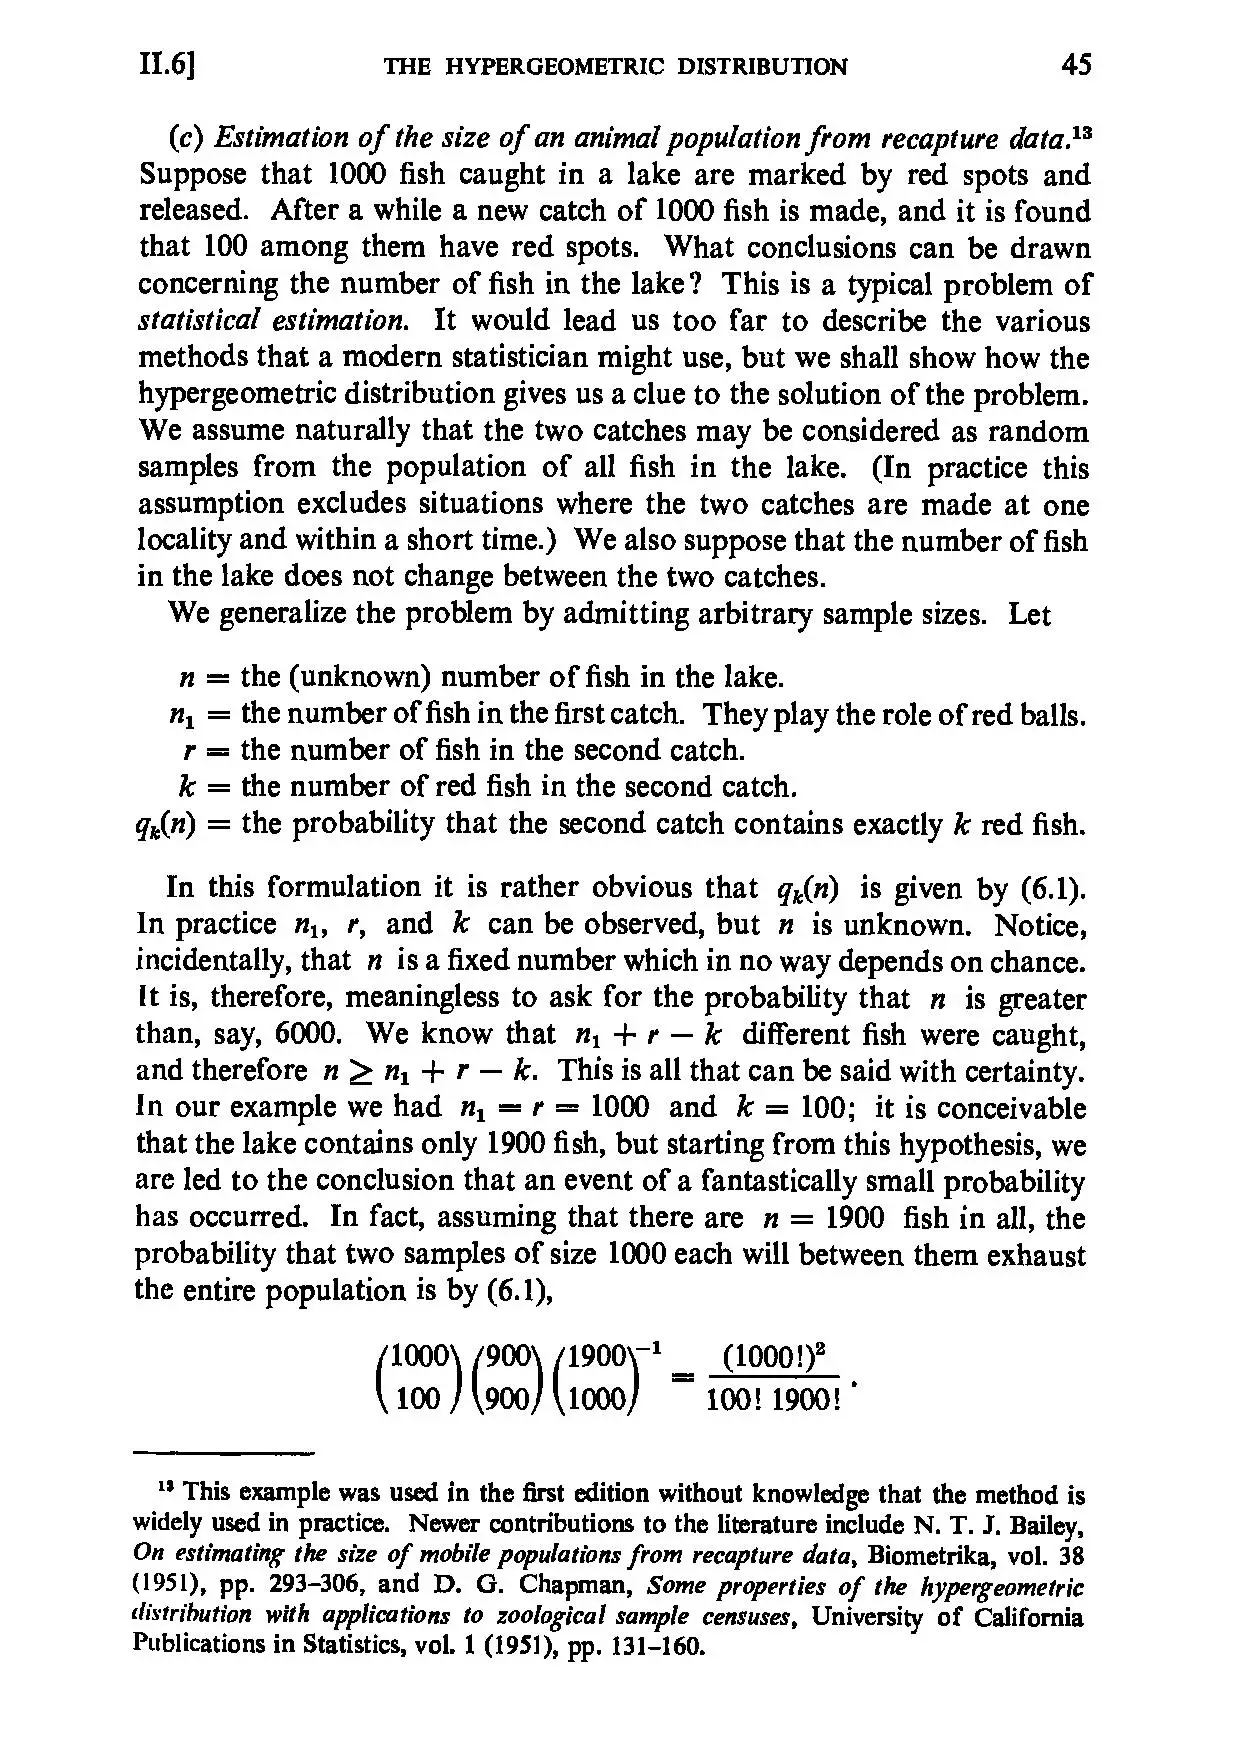 II.6] THE HYPERGEOMETRIC DISTRIBUTION 45
(c) Estimation of the size of an animal population from recapture data.¹³
Suppose that 1000 fish caught in a lake are marked by red spots and
released. After a while a new catch of 1000 fish is made, and it is found
that 100 among them have red spots. What conclusions can be drawn
concerning the number of fish in the lake? This is a typical problem of
statistical estimation. It would lead us too far to describe the various
methods that a modern statistician might use, but we shall show how the
hypergeometric distribution gives us a clue to the solution of the problem.
We assume naturally that the two catches may be considered as random
samples from the population of all fish in the lake. (In practice this
assumption excludes situations where the two catches are made at one
locality and within a short time.) We also suppose that the number of fish
in the lake does not change between the two catches.
We generalize the problem by admitting arbitrary sample sizes. Let
n = the (unknown) number of fish in the lake.
n₁ = the number of fish in the first catch. They play the role of red balls.
r = the number of fish in the second catch.
k = the number of red fish in the second catch.
qₖ(n) = the probability that the second catch contains exactly k red fish.
In this formulation it is rather obvious that qₖ(n) is given by (6.1).
In practice n₁, r, and k can be observed, but n is unknown. Notice,
incidentally, that n is a fixed number which in no way depends on chance.
It is, therefore, meaningless to ask for the probability that n is greater
than, say, 6000. We know that n₁ + r − k different fish were caught,
and therefore n ≥ n₁ + r − k. This is all that can be said with certainty.
In our example we had n₁ = r = 1000 and k = 100; it is conceivable
that the lake contains only 1900 fish, but starting from this hypothesis, we
are led to the conclusion that an event of a fantastically small probability
has occurred. In fact, assuming that there are n = 1900 fish in all, the
probability that two samples of size 1000 each will between them exhaust
the entire population is by (6.1),
(1000 100) (900 900) (1900 1000)⁻¹ = (1000!)² / 100! 1900! .
¹³ This example was used in the first edition without knowledge that the method is
widely used in practice. Newer contributions to the literature include N. T. J. Bailey,
On estimating the size of mobile populations from recapture data, Biometrika, vol. 38
(1951), pp. 293–306, and D. G. Chapman, Some properties of the hypergeometric
distribution with applications to zoological sample censuses, University of California
Publications in Statistics, vol. 1 (1951), pp. 131–160.